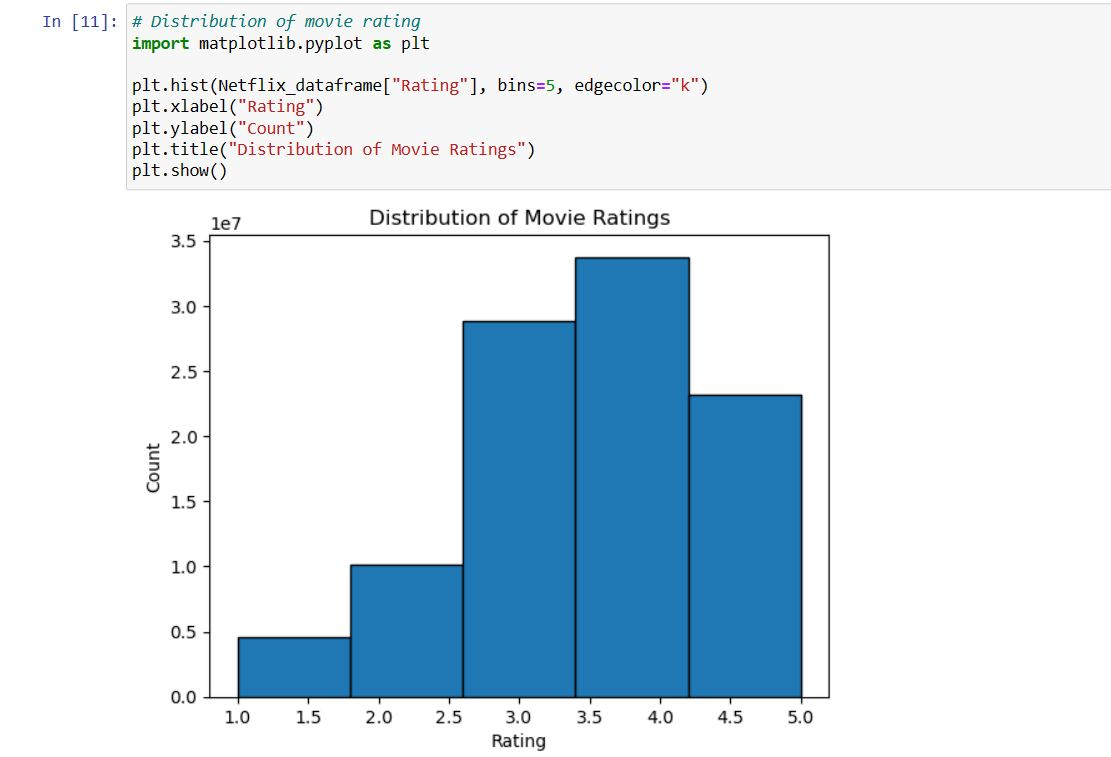 In [11]: # Distribution of movie rating
import matplotlib.pyplot as plt
plt.hist(Netflix_dataframe["Rating"], bins=5, edgecolor="k")
plt.xlabel("Rating")
plt.ylabel("Count")
plt.title("Distribution of Movie Ratings")
plt.show()
Distribution of Movie Ratings
1e7
3.5
3.0
2.5
2.0
1.5
1.0
0.5
0.0
Count
1.0 1.5 2.0 2.5 3.0 3.5 4.0 4.5 5.0
Rating